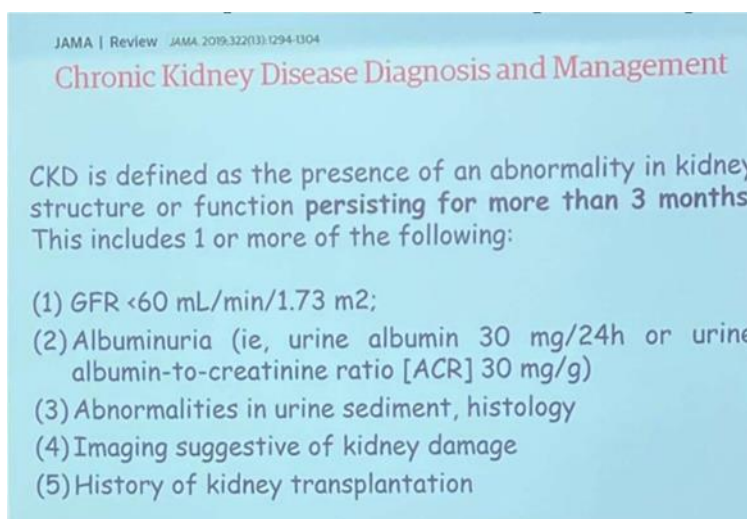 JAMA | Review JAMA. 2019;322(13):1294-1304
Chronic Kidney Disease Diagnosis and Management
CKD is defined as the presence of an abnormality in kidney
structure or function persisting for more than 3 months
This includes 1 or more of the following:
(1) GFR <60 mL/min/1.73 m2;
(2) Albuminuria (ie, urine albumin 30 mg/24h or urine
albumin-to-creatinine ratio [ACR] 30 mg/g)
(3) Abnormalities in urine sediment, histology
(4) Imaging suggestive of kidney damage
(5) History of kidney transplantation